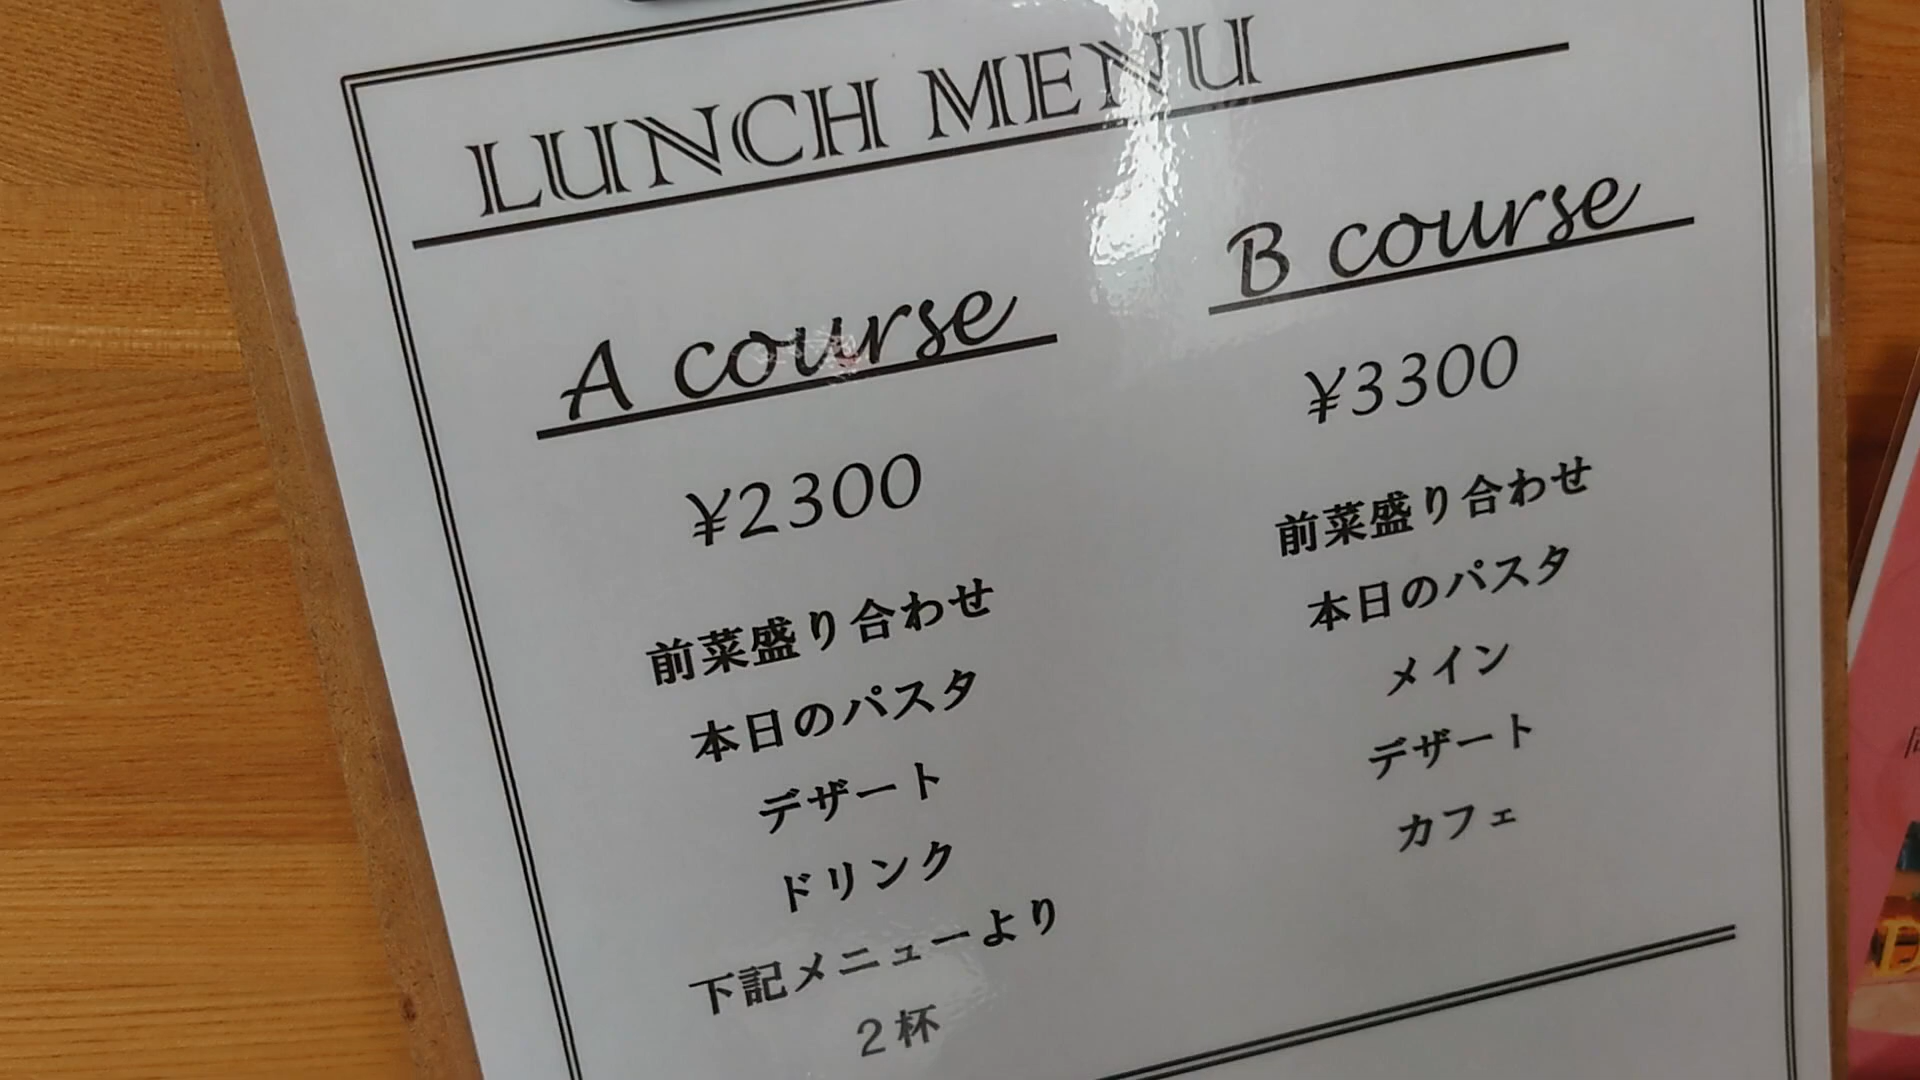 LUNCH MENU
A course
¥2300
前菜盛り合わせ
本日のパスタ
デザート
ドリンク
下記メニューより
２杯
B course
¥3300
前菜盛り合わせ
本日のパスタ
メイン
デザート
カフェ